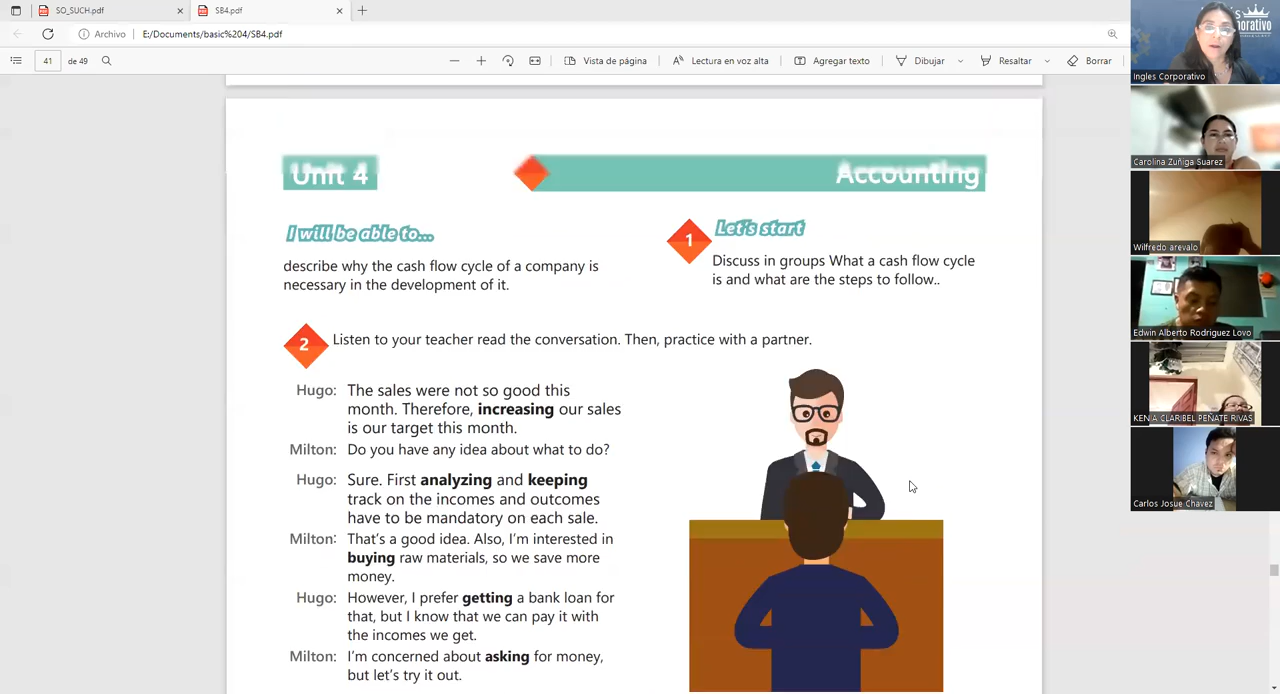 SO_SUCH.pdf
SB4.pdf
Archivo E:/Documents/basic%204/SB4.pdf
41 de 49 Vista de página Lectura en voz alta Agregar texto Dibujar Resaltar Borrar
Unit 4 Accounting
I will be able to...
describe why the cash flow cycle of a company is
necessary in the development of it.
1 Let's start
Discuss in groups What a cash flow cycle
is and what are the steps to follow..
2 Listen to your teacher read the conversation. Then, practice with a partner.
Hugo: The sales were not so good this
month. Therefore, increasing our sales
is our target this month.
Milton: Do you have any idea about what to do?
Hugo: Sure. First analyzing and keeping
track on the incomes and outcomes
have to be mandatory on each sale.
Milton: That's a good idea. Also, I'm interested in
buying raw materials, so we save more
money.
Hugo: However, I prefer getting a bank loan for
that, but I know that we can pay it with
the incomes we get.
Milton: I'm concerned about asking for money,
but let's try it out.
Ingles Corporativo
Carolina Zuñiga Suarez
Wilfredo arevalo
Edwin Alberto Rodriguez Lovo
KENIA CLARIBEL PEÑATE RIVAS
Carlos Josue Chavez